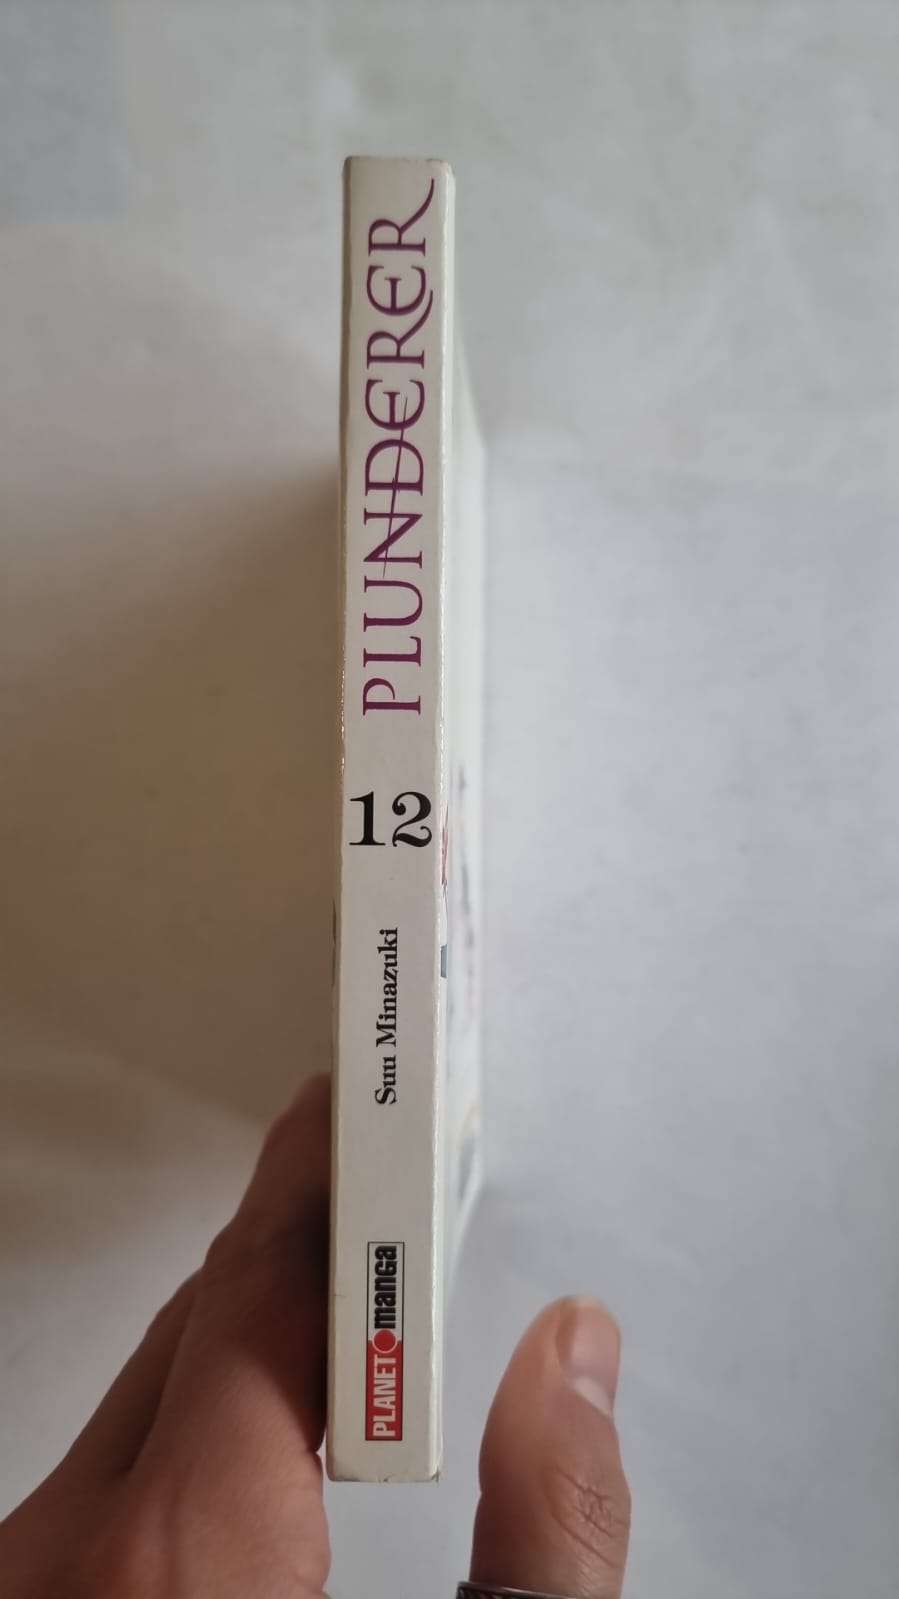 PLUNDERER
12
Suu Minazuki
PLANET manga